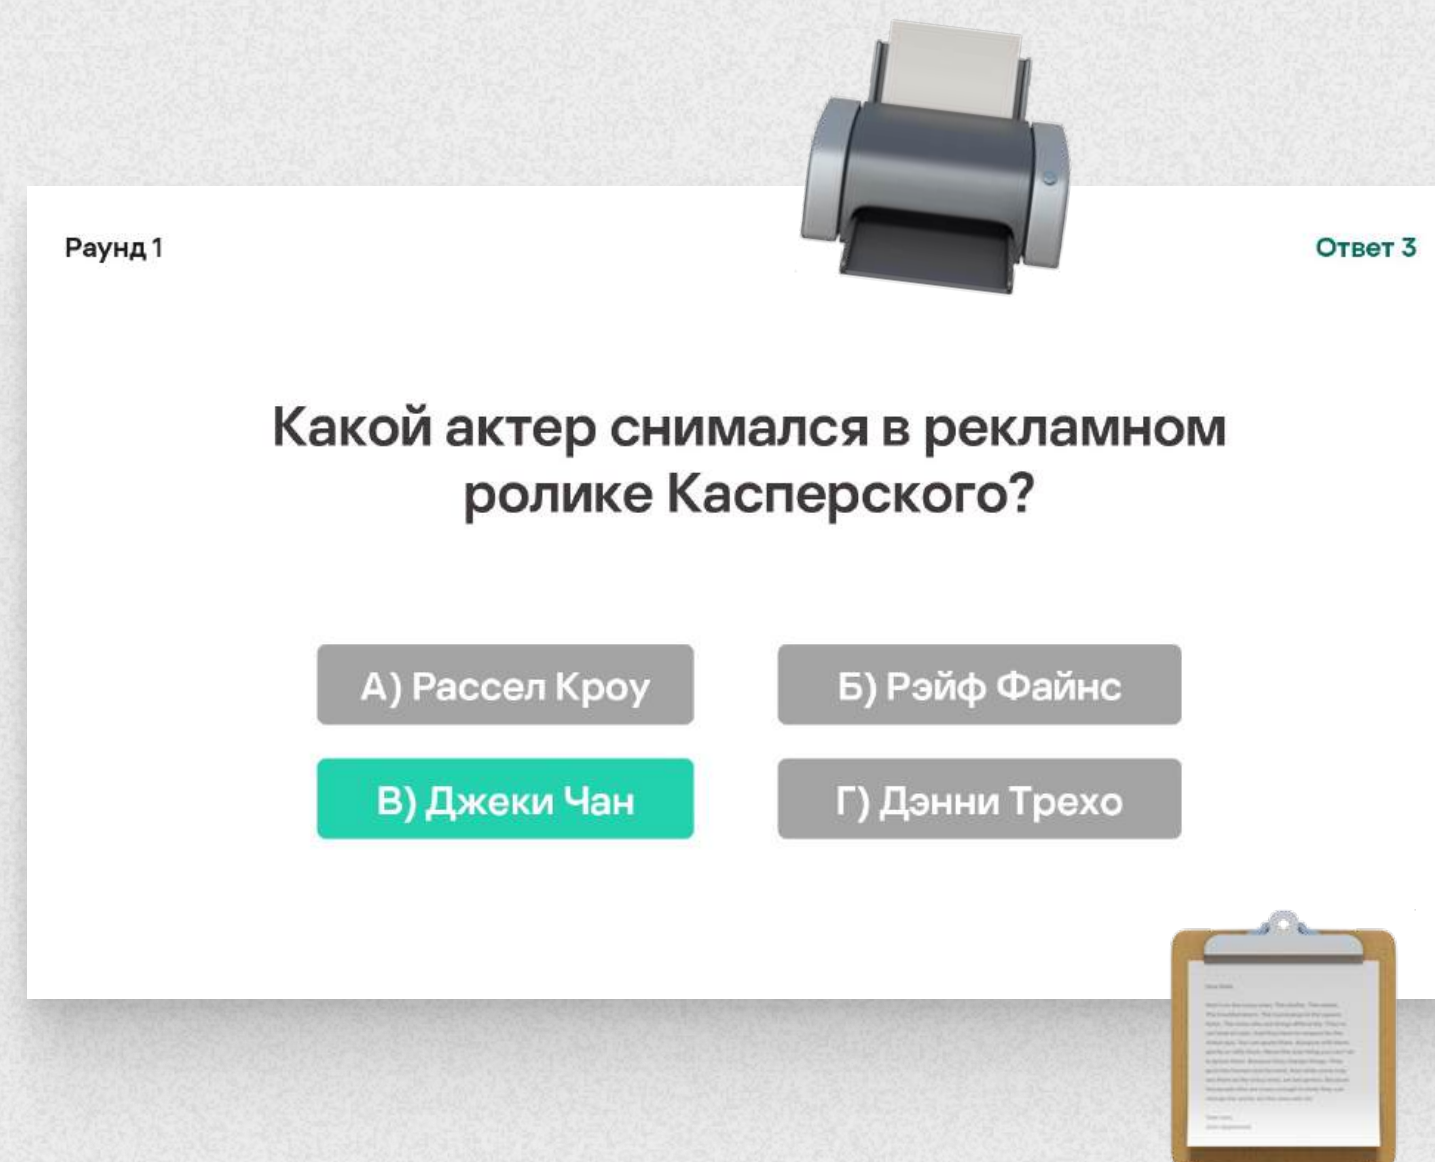 Раунд 1
Ответ 3
Какой актер снимался в рекламном
ролике Касперского?
А) Рассел Кроу
Б) Рэйф Файнс
В) Джеки Чан
Г) Дэнни Трехо